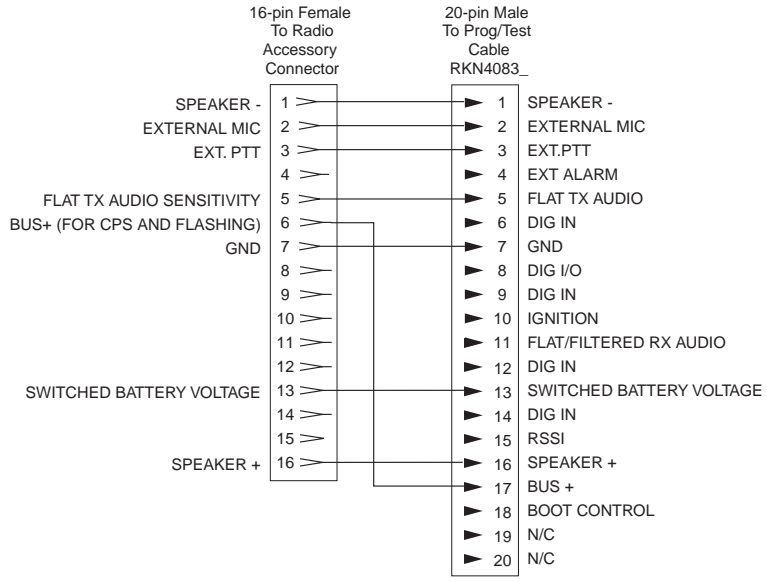 16-pin Female
To Radio
Accessory
Connector
20-pin Male
To Prog/Test
Cable
RKN4083_
SPEAKER - 1 1 SPEAKER -
EXTERNAL MIC 2 2 EXTERNAL MIC
EXT. PTT 3 3 EXT.PTT
4 4 EXT ALARM
FLAT TX AUDIO SENSITIVITY 5 5 FLAT TX AUDIO
BUS+ (FOR CPS AND FLASHING) 6 6 DIG IN
GND 7 7 GND
8 8 DIG I/O
9 9 DIG IN
10 10 IGNITION
11 11 FLAT/FILTERED RX AUDIO
12 12 DIG IN
SWITCHED BATTERY VOLTAGE 13 13 SWITCHED BATTERY VOLTAGE
14 14 DIG IN
15 15 RSSI
SPEAKER + 16 16 SPEAKER +
17 BUS +
18 BOOT CONTROL
19 N/C
20 N/C